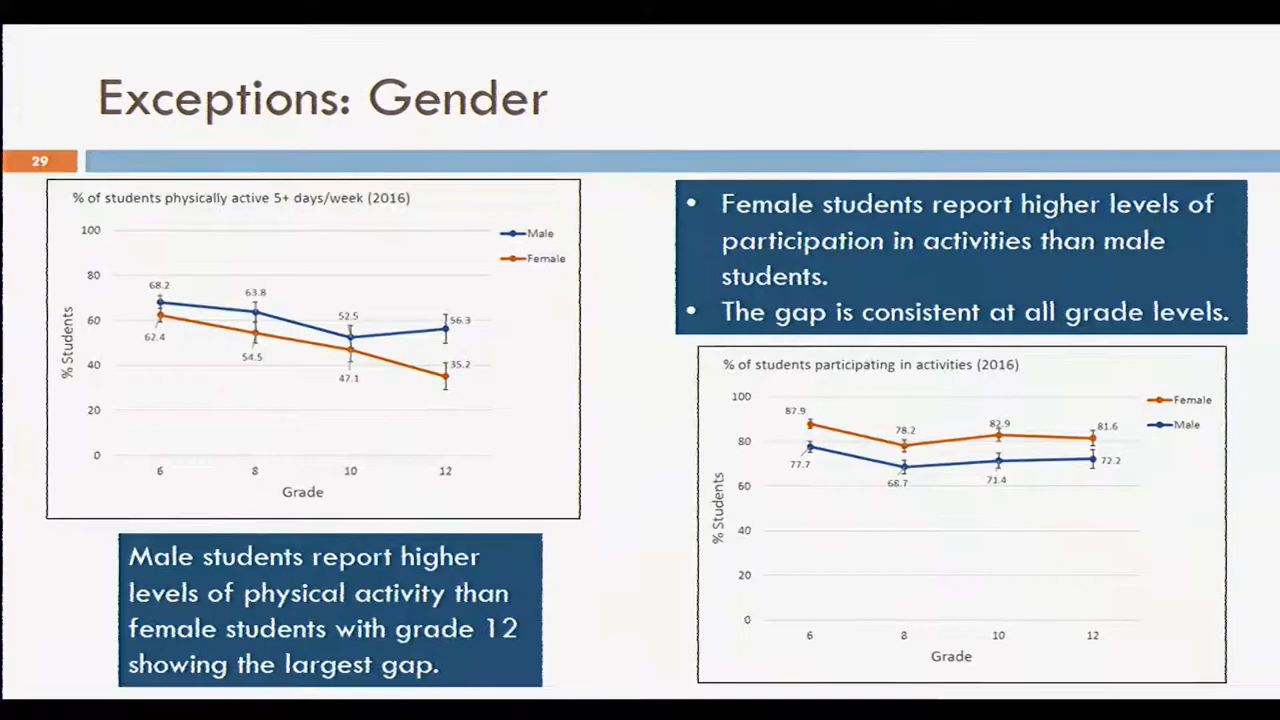 Exceptions: Gender
29
% of students physically active 5+ days/week (2016)
100
80
60
40
20
0
% Students
68.2
63.8
52.5
56.3
62.4
54.5
47.1
35.2
Male
Female
6 8 10 12
Grade
Male students report higher
levels of physical activity than
female students with grade 12
showing the largest gap.
• Female students report higher levels of
participation in activities than male
students.
• The gap is consistent at all grade levels.
% of students participating in activities (2016)
100
80
60
40
20
0
% Students
87.9
78.2
82.9
81.6
77.7
68.7
71.4
72.2
Female
Male
6 8 10 12
Grade